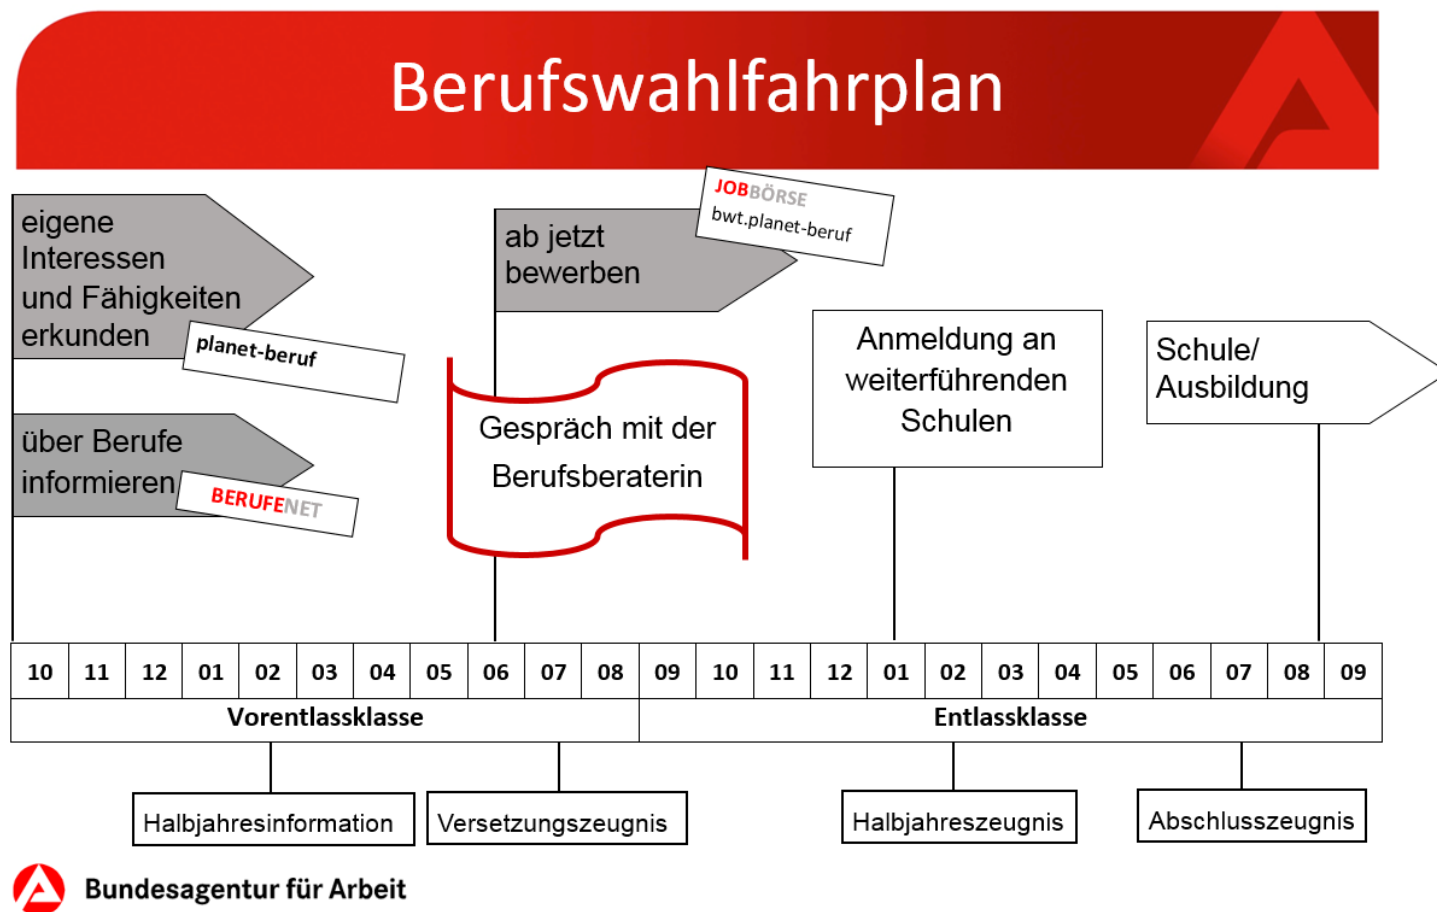 Berufswahlfahrplan
eigene
Interessen
und Fähigkeiten
erkunden
planet-beruf
über Berufe
informieren
BERUFENET
ab jetzt
bewerben
JOBBÖRSE
bwt.planet-beruf
Gespräch mit der
Berufsberaterin
Anmeldung an
weiterführenden
Schulen
Schule/
Ausbildung
10 11 12 01 02 03 04 05 06 07 08 09 10 11 12 01 02 03 04 05 06 07 08 09
Vorentlassklasse Entlassklasse
Halbjahresinformation Versetzungszeugnis Halbjahreszeugnis Abschlusszeugnis
Bundesagentur für Arbeit